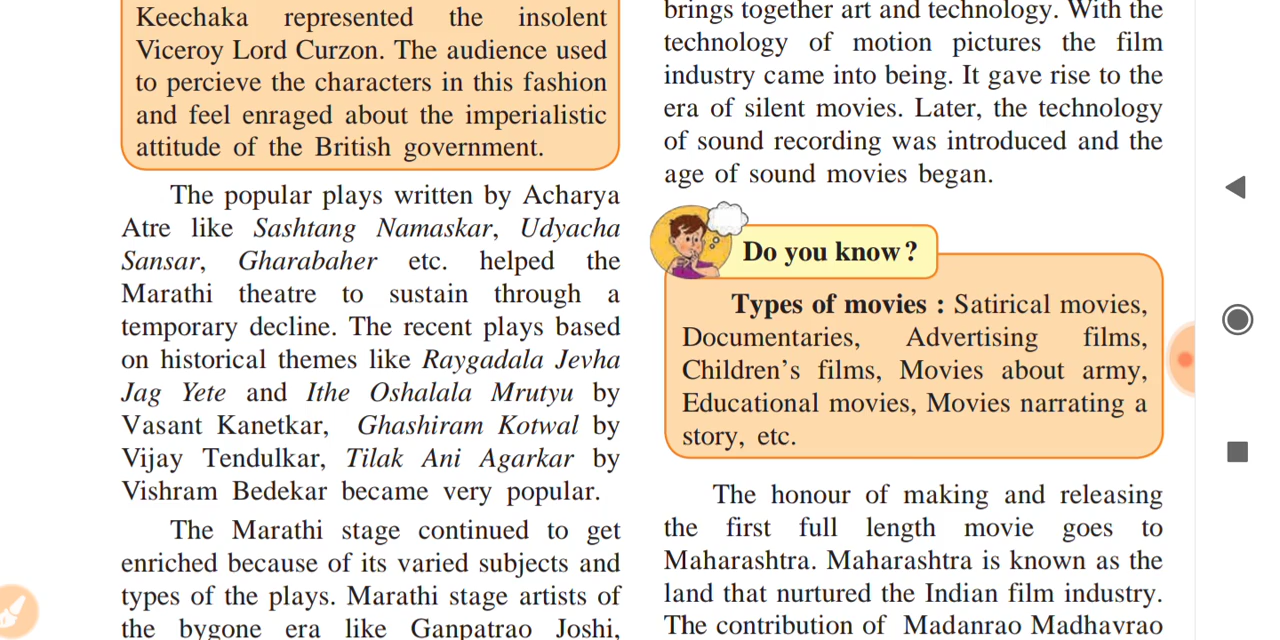 Keechaka represented the insolent
Viceroy Lord Curzon. The audience used
to percieve the characters in this fashion
and feel enraged about the imperialistic
attitude of the British government.
The popular plays written by Acharya
Atre like Sashtang Namaskar, Udyacha
Sansar, Gharabaher etc. helped the
Marathi theatre to sustain through a
temporary decline. The recent plays based
on historical themes like Raygadala Jevha
Jag Yete and Ithe Oshalala Mrutyu by
Vasant Kanetkar, Ghashiram Kotwal by
Vijay Tendulkar, Tilak Ani Agarkar by
Vishram Bedekar became very popular.
The Marathi stage continued to get
enriched because of its varied subjects and
types of the plays. Marathi stage artists of
the bygone era like Ganpatrao Joshi,
brings together art and technology. With the
technology of motion pictures the film
industry came into being. It gave rise to the
era of silent movies. Later, the technology
of sound recording was introduced and the
age of sound movies began.
Do you know?
Types of movies : Satirical movies,
Documentaries, Advertising films,
Children's films, Movies about army,
Educational movies, Movies narrating a
story, etc.
The honour of making and releasing
the first full length movie goes to
Maharashtra. Maharashtra is known as the
land that nurtured the Indian film industry.
The contribution of Madanrao Madhavrao